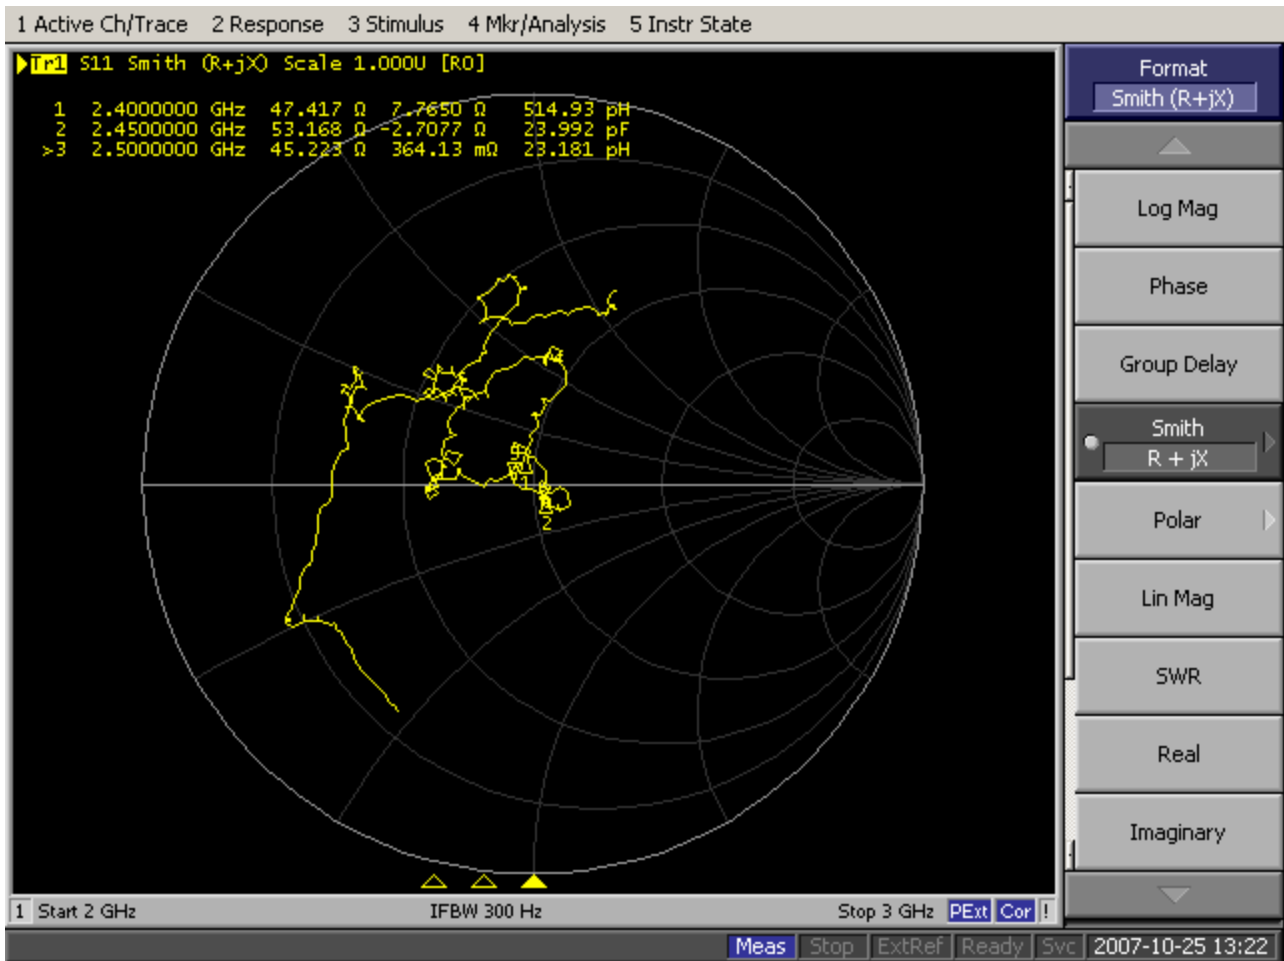 1 Active Ch/Trace 2 Response 3 Stimulus 4 Mkr/Analysis 5 Instr State
Tr1 S11 Smith (R+jX) Scale 1.000U [R0]
1 2.4000000 GHz 47.417 Ω 7.7650 Ω 514.93 pH
2 2.4500000 GHz 53.168 Ω -2.7077 Ω 23.992 pF
>3 2.5000000 GHz 45.223 Ω 364.13 mΩ 23.181 pH
1
2
1 Start 2 GHz IFBW 300 Hz Stop 3 GHz PExt Cor !
Meas Stop ExtRef Ready Svc 2007-10-25 13:22
Format
Smith (R+jX)
Log Mag
Phase
Group Delay
Smith
R + jX
Polar
Lin Mag
SWR
Real
Imaginary